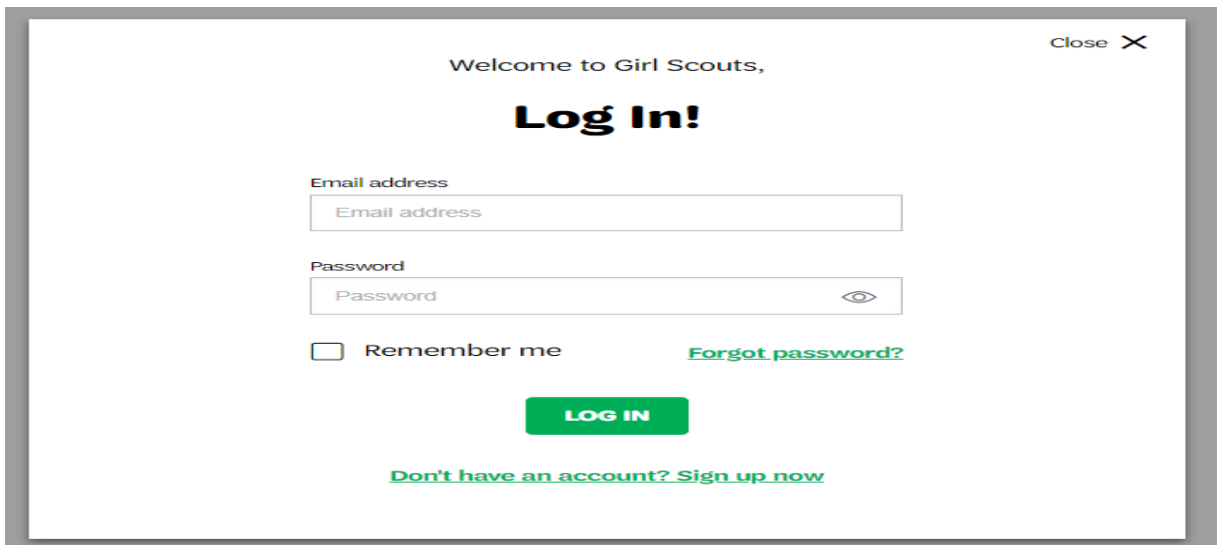 Close
Welcome to Girl Scouts,
Log In!
Email address
Email address
Password
Password
Remember me
Forgot password?
LOG IN
Don't have an account? Sign up now